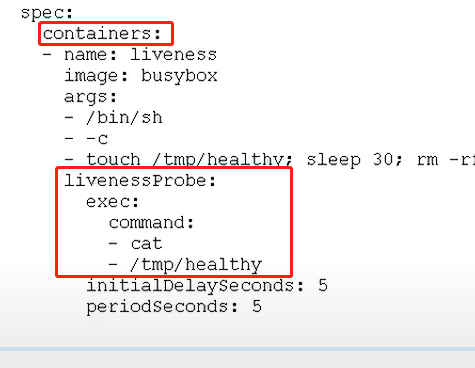 spec:
containers:
- name: liveness
image: busybox
args:
- /bin/sh
- -c
- touch /tmp/healthy; sleep 30; rm -rf
livenessProbe:
exec:
command:
- cat
- /tmp/healthy
initialDelaySeconds: 5
periodSeconds: 5